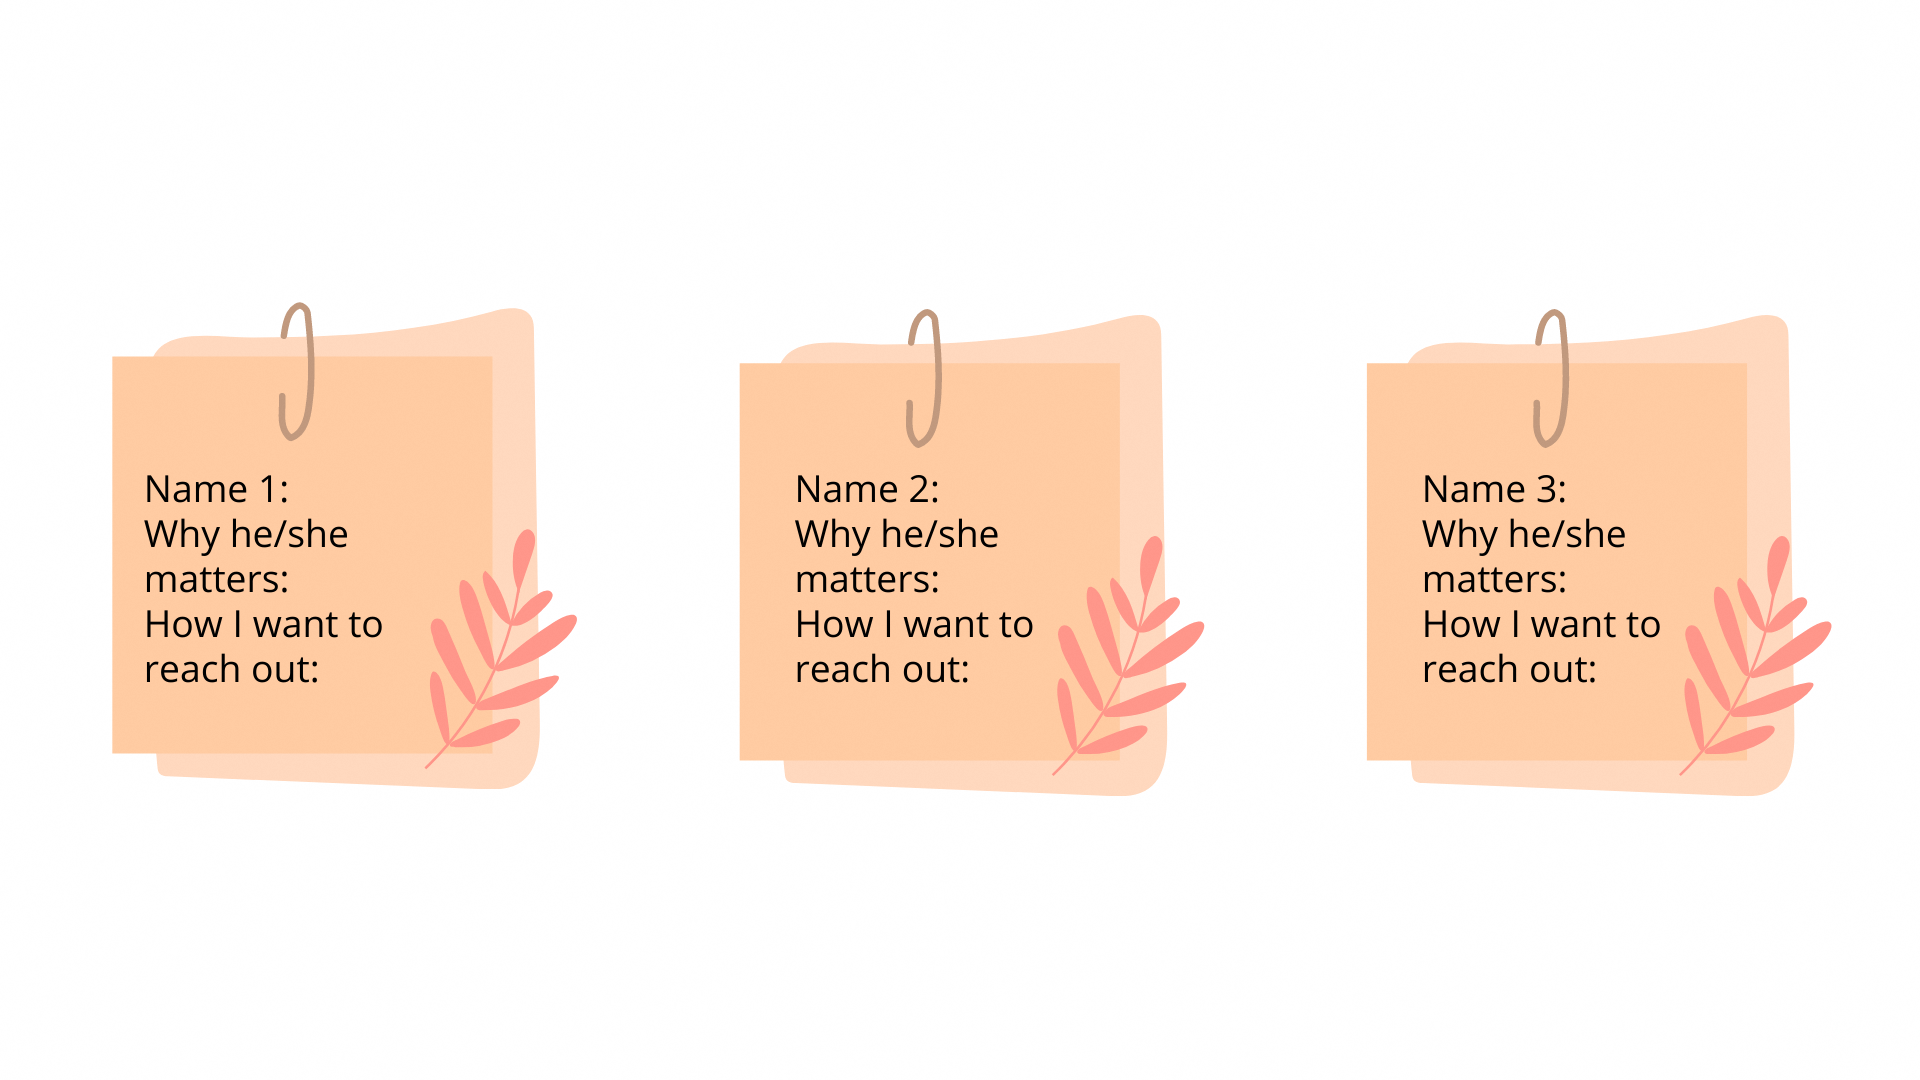 Name 1:
Why he/she
matters:
How I want to
reach out:
Name 2:
Why he/she
matters:
How I want to
reach out:
Name 3:
Why he/she
matters:
How I want to
reach out: